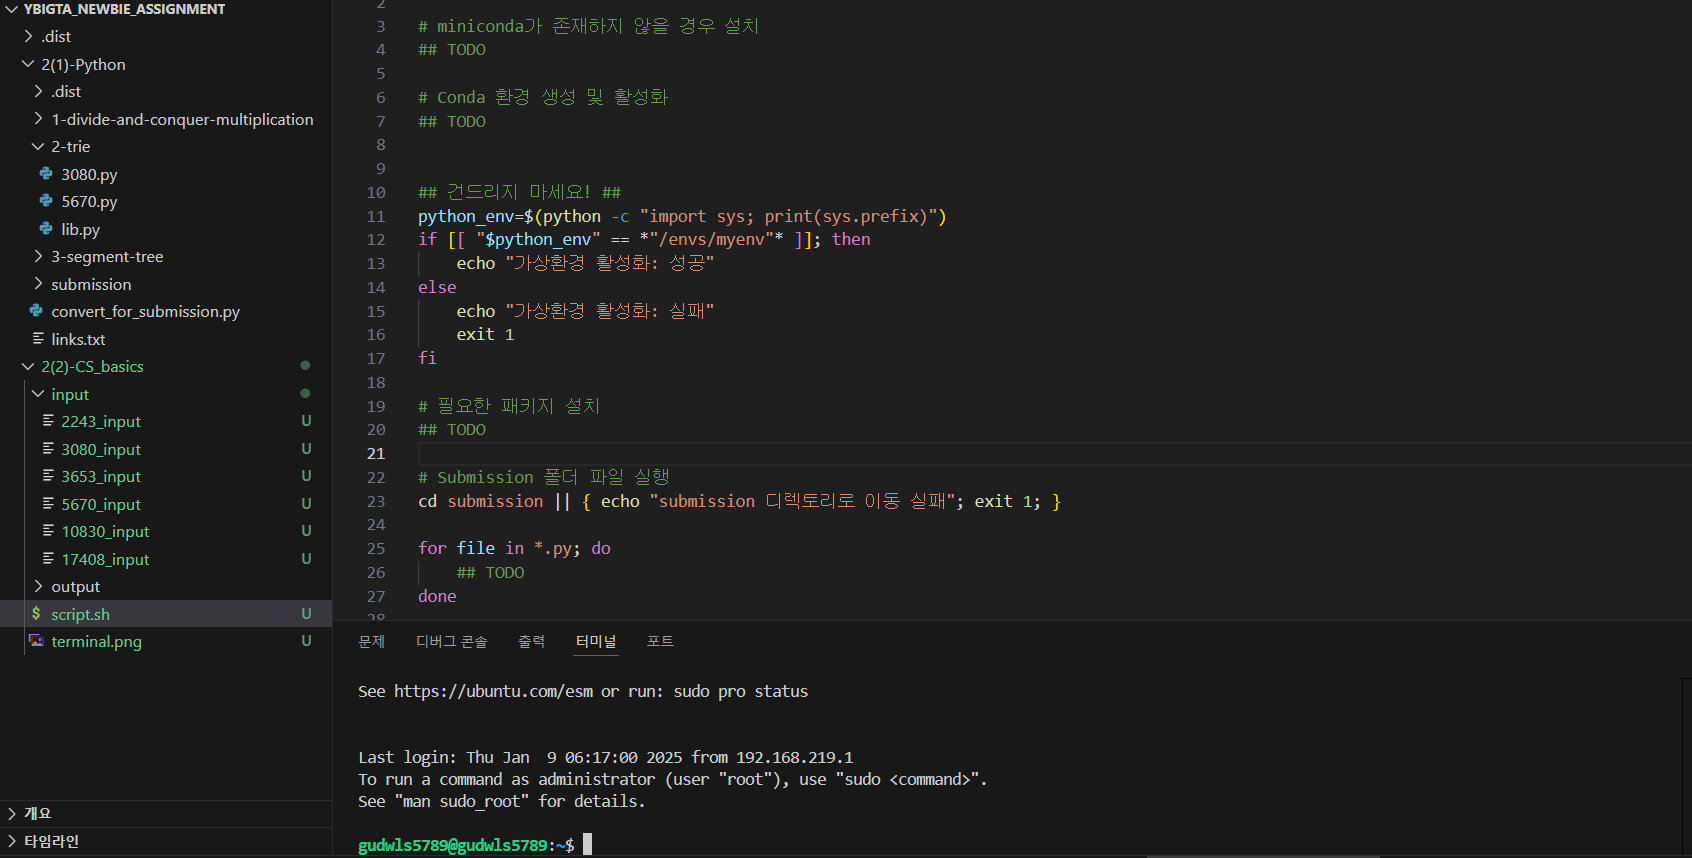 YBIGTA_NEWBIE_ASSIGNMENT
.dist
2(1)-Python
.dist
1-divide-and-conquer-multiplication
2-trie
3080.py
5670.py
lib.py
3-segment-tree
submission
convert_for_submission.py
links.txt
2(2)-CS_basics
input
2243_input U
3080_input U
3653_input U
5670_input U
10830_input U
17408_input U
output
$ script.sh U
terminal.png U
개요
타임라인
2
3 # miniconda가 존재하지 않을 경우 설치
4 ## TODO
5
6 # Conda 환경 생성 및 활성화
7 ## TODO
8
9
10 ## 건드리지 마세요! ##
11 python_env=$(python -c "import sys; print(sys.prefix)")
12 if [[ "$python_env" == *"/envs/myenv"* ]]; then
13 echo "가상환경 활성화: 성공"
14 else
15 echo "가상환경 활성화: 실패"
16 exit 1
17 fi
18
19 # 필요한 패키지 설치
20 ## TODO
21
22 # Submission 폴더 파일 실행
23 cd submission || { echo "submission 디렉토리로 이동 실패"; exit 1; }
24
25 for file in *.py; do
26 ## TODO
27 done
28
문제 디버그 콘솔 출력 터미널 포트
See https://ubuntu.com/esm or run: sudo pro status
Last login: Thu Jan  9 06:17:00 2025 from 192.168.219.1
To run a command as administrator (user "root"), use "sudo <command>".
See "man sudo_root" for details.
gudwls5789@gudwls5789:~$